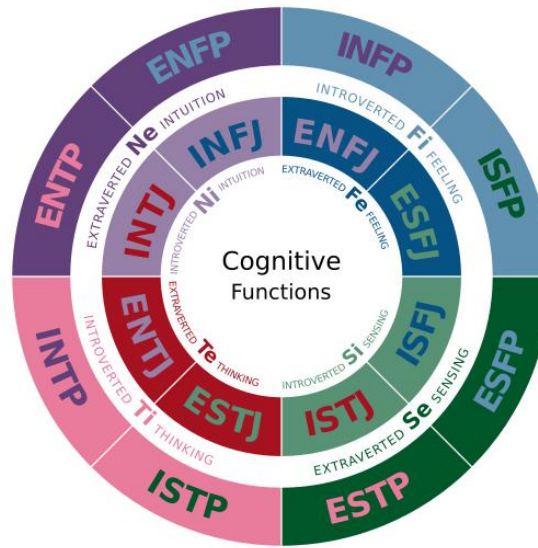 ENFP
INFP
ENTP
ISFP
EXTRAVERTED Ne INTUITION
INTROVERTED Fi FEELING
INFJ
ENFJ
INTJ
ESFJ
INTROVERTED Ni INTUITION
EXTRAVERTED Fe FEELING
Cognitive
Functions
EXTRAVERTED Te THINKING
INTROVERTED Si SENSING
ENTJ
ISFJ
ESTJ
ISTJ
INTROVERTED Ti THINKING
EXTRAVERTED Se SENSING
INTP
ESFP
ISTP
ESTP